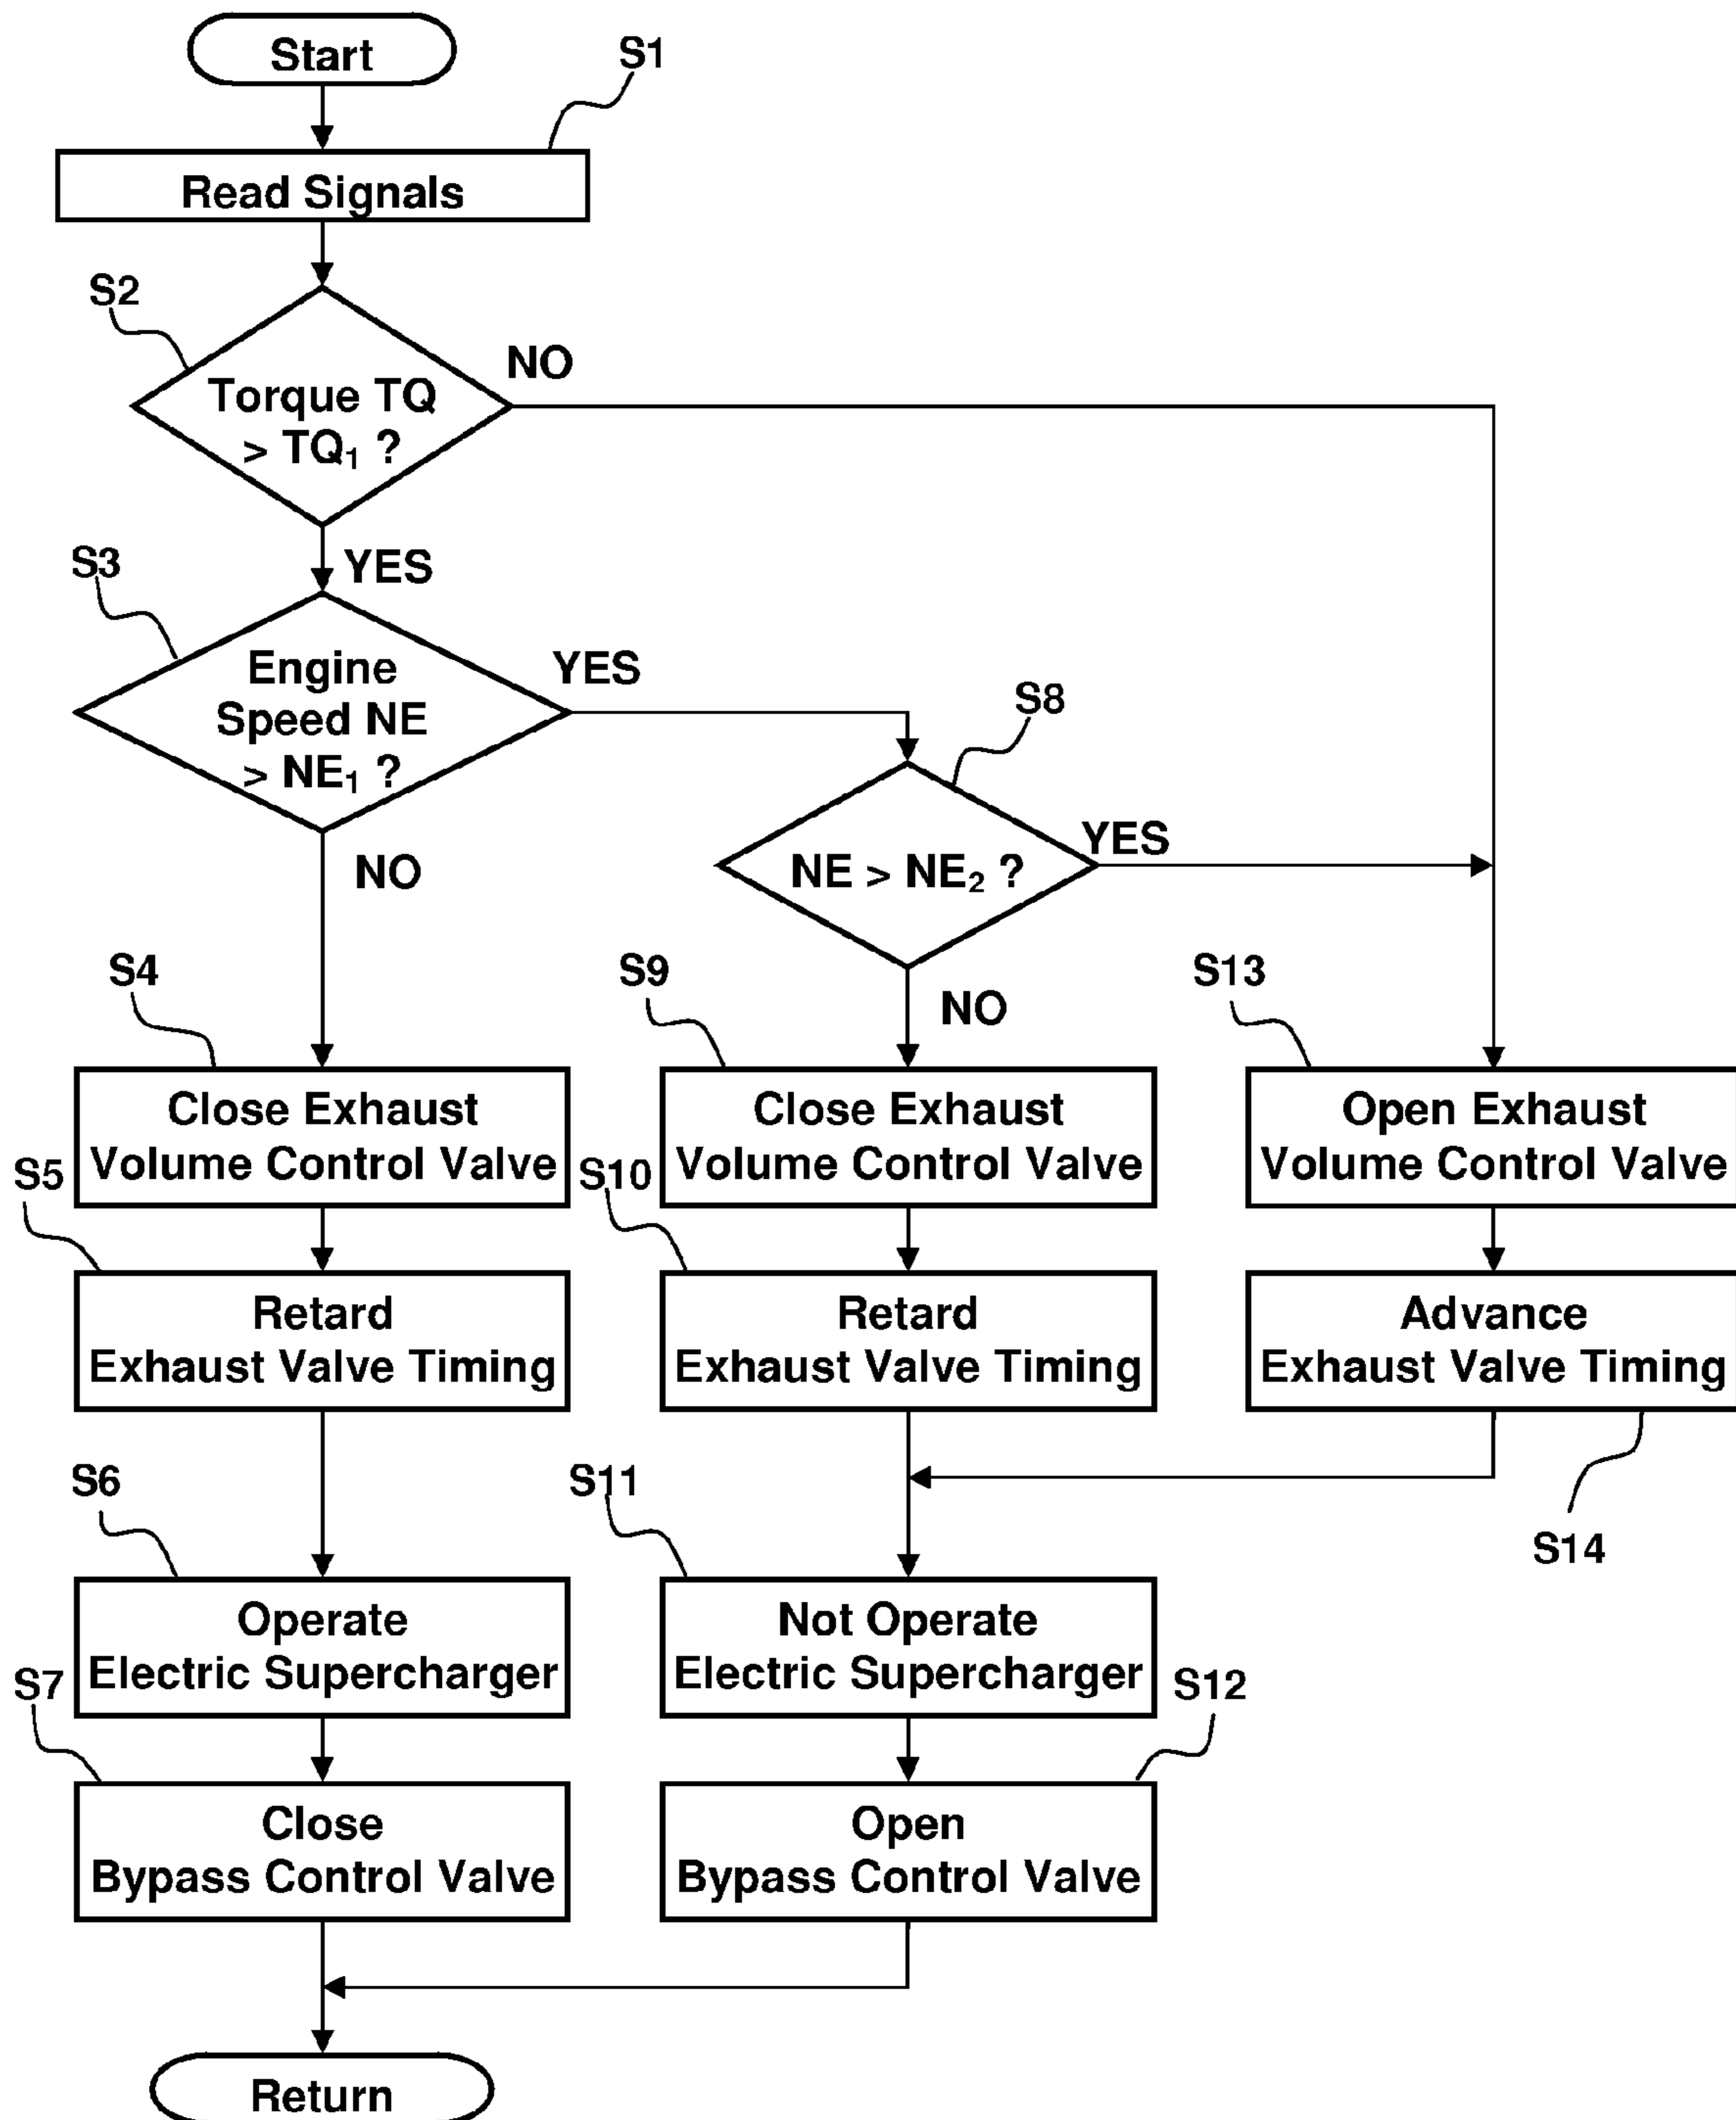 Start
S1
Read Signals
S2
NO
Torque TQ
> TQ₁ ?
S3
YES
Engine
Speed NE
> NE₁ ?
YES
S8
NO
NE > NE₂ ?
YES
S4
S9
NO
S13
Close Exhaust
Volume Control Valve
Close Exhaust
Volume Control Valve
Open Exhaust
Volume Control Valve
S5
S10
Retard
Exhaust Valve Timing
Retard
Exhaust Valve Timing
Advance
Exhaust Valve Timing
S6
S11
S14
Operate
Electric Supercharger
Not Operate
Electric Supercharger
S7
S12
Close
Bypass Control Valve
Open
Bypass Control Valve
Return